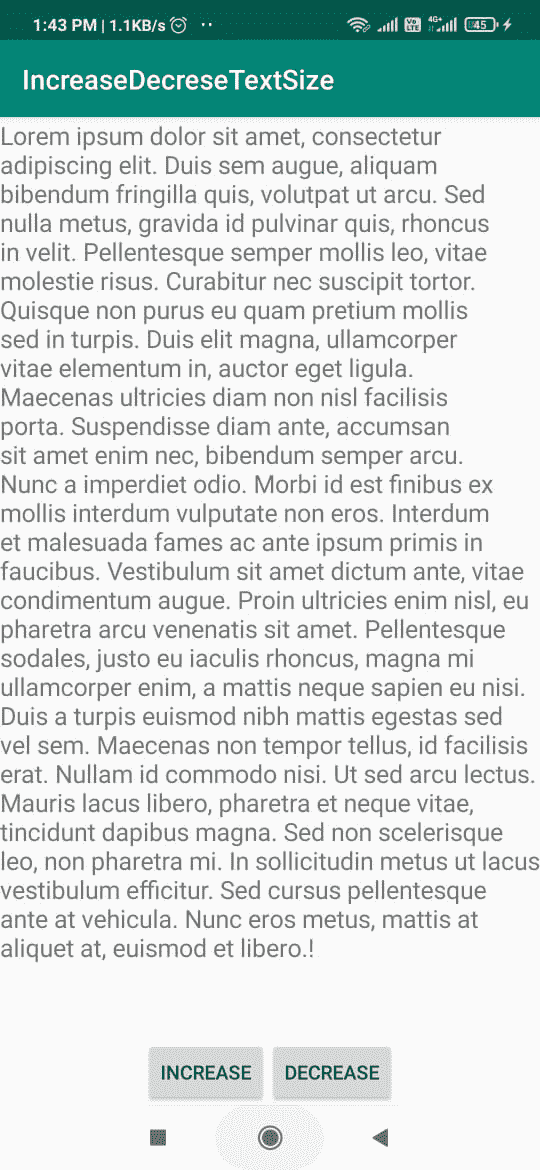 1:43 PM | 1.1KB/s
Vo LTE 4G+ 45
IncreaseDecreseTextSize
Lorem ipsum dolor sit amet, consectetur
adipiscing elit. Duis sem augue, aliquam
bibendum fringilla quis, volutpat ut arcu. Sed
nulla metus, gravida id pulvinar quis, rhoncus
in velit. Pellentesque semper mollis leo, vitae
molestie risus. Curabitur nec suscipit tortor.
Quisque non purus eu quam pretium mollis
sed in turpis. Duis elit magna, ullamcorper
vitae elementum in, auctor eget ligula.
Maecenas ultricies diam non nisl facilisis
porta. Suspendisse diam ante, accumsan
sit amet enim nec, bibendum semper arcu.
Nunc a imperdiet odio. Morbi id est finibus ex
mollis interdum vulputate non eros. Interdum
et malesuada fames ac ante ipsum primis in
faucibus. Vestibulum sit amet dictum ante, vitae
condimentum augue. Proin ultricies enim nisl, eu
pharetra arcu venenatis sit amet. Pellentesque
sodales, justo eu iaculis rhoncus, magna mi
ullamcorper enim, a mattis neque sapien eu nisi.
Duis a turpis euismod nibh mattis egestas sed
vel sem. Maecenas non tempor tellus, id facilisis
erat. Nullam id commodo nisi. Ut sed arcu lectus.
Mauris lacus libero, pharetra et neque vitae,
tincidunt dapibus magna. Sed non scelerisque
leo, non pharetra mi. In sollicitudin metus ut lacus
vestibulum efficitur. Sed cursus pellentesque
ante at vehicula. Nunc eros metus, mattis at
aliquet at, euismod et libero.!
INCREASE DECREASE